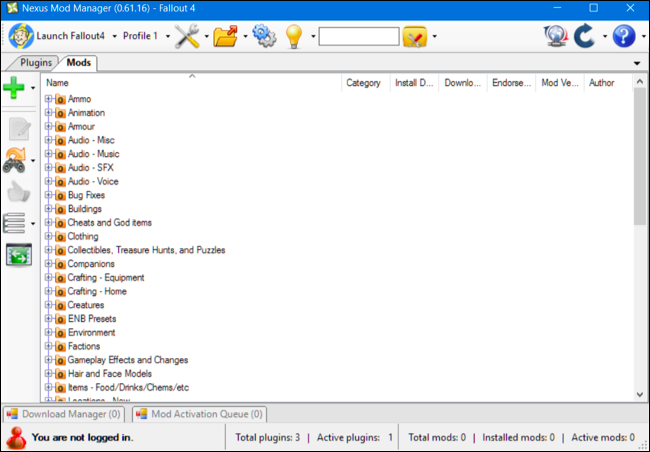 Nexus Mod Manager (0.61.16) - Fallout 4
Launch Fallout4 Profile 1
Plugins Mods
Name Category Install D... Downlo... Endorse... Mod Ve... Author
Ammo
Animation
Armour
Audio - Misc
Audio - Music
Audio - SFX
Audio - Voice
Bug Fixes
Buildings
Cheats and God items
Clothing
Collectibles, Treasure Hunts, and Puzzles
Companions
Crafting - Equipment
Crafting - Home
Creatures
ENB Presets
Environment
Factions
Gameplay Effects and Changes
Hair and Face Models
Items - Food/Drinks/Chems/etc
Locations - New
Download Manager (0) Mod Activation Queue (0)
You are not logged in. Total plugins: 3 | Active plugins: 1 Total mods: 0 | Installed mods: 0 | Active mods: 0